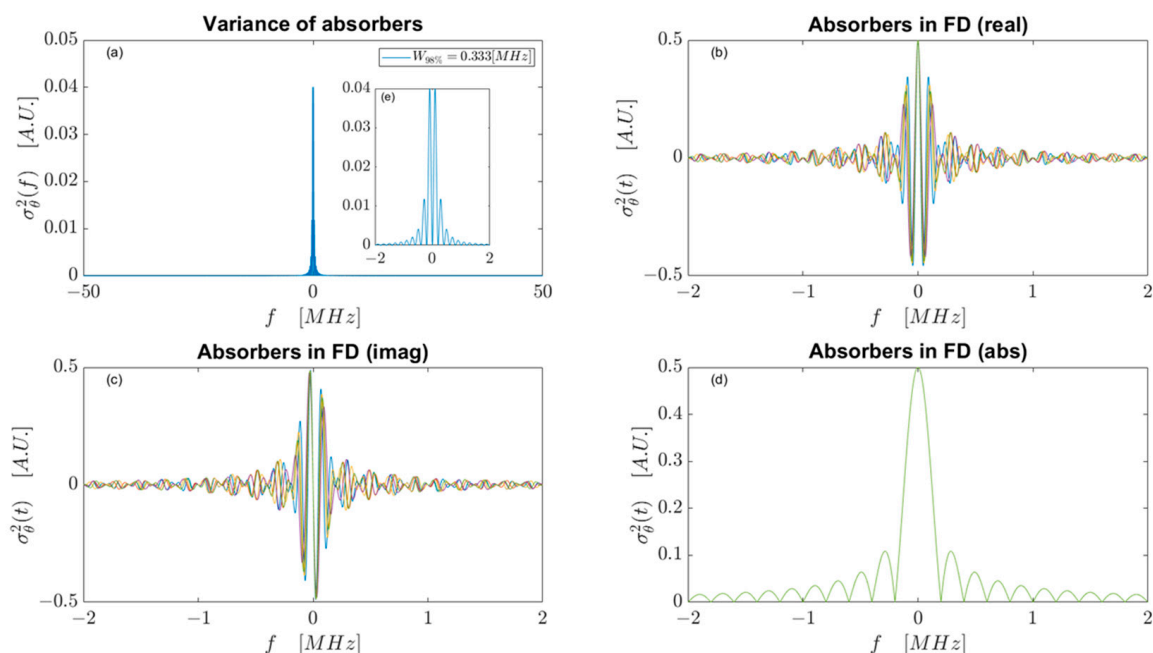 Variance of absorbers
(a)
W98% = 0.333[MHz]
0.05
0.04
0.03
0.02
0.01
0
σ²θ(f) [A.U.]
−50 0 50
f [MHz]
(e)
0.04
0.03
0.02
0.01
0
−2 0 2
Absorbers in FD (real)
(b)
0.5
0
−0.5
σ²θ(t) [A.U.]
−2 −1 0 1 2
f [MHz]
Absorbers in FD (imag)
(c)
0.5
0
−0.5
σ²θ(t) [A.U.]
−2 −1 0 1 2
f [MHz]
Absorbers in FD (abs)
(d)
0.5
0.4
0.3
0.2
0.1
0
σ²θ(t) [A.U.]
−2 −1 0 1 2
f [MHz]